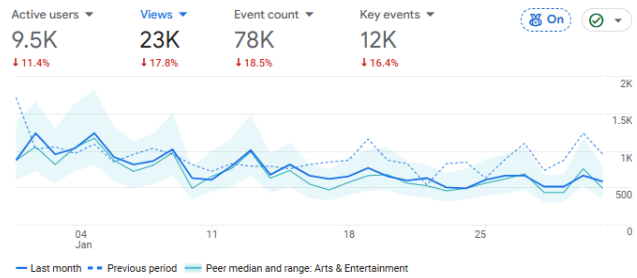 Active users Views Event count Key events On
9.5K 23K 78K 12K
11.4% 17.8% 18.5% 16.4%
2K
1.5K
1K
500
0
04 11 18 25
Jan
Last month Previous period Peer median and range: Arts & Entertainment